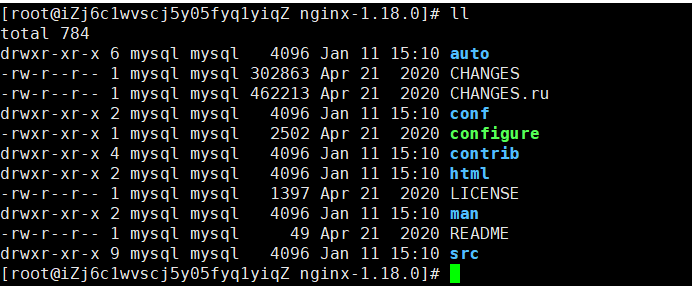 [root@iZj6c1wvscj5y05fyq1yiqZ nginx-1.18.0]# ll
total 784
drwxr-xr-x 6 mysql mysql   4096 Jan 11 15:10 auto
-rw-r--r-- 1 mysql mysql 302863 Apr 21  2020 CHANGES
-rw-r--r-- 1 mysql mysql 462213 Apr 21  2020 CHANGES.ru
drwxr-xr-x 2 mysql mysql   4096 Jan 11 15:10 conf
-rwxr-xr-x 1 mysql mysql   2502 Apr 21  2020 configure
drwxr-xr-x 4 mysql mysql   4096 Jan 11 15:10 contrib
drwxr-xr-x 2 mysql mysql   4096 Jan 11 15:10 html
-rw-r--r-- 1 mysql mysql   1397 Apr 21  2020 LICENSE
drwxr-xr-x 2 mysql mysql   4096 Jan 11 15:10 man
-rw-r--r-- 1 mysql mysql     49 Apr 21  2020 README
drwxr-xr-x 9 mysql mysql   4096 Jan 11 15:10 src
[root@iZj6c1wvscj5y05fyq1yiqZ nginx-1.18.0]#